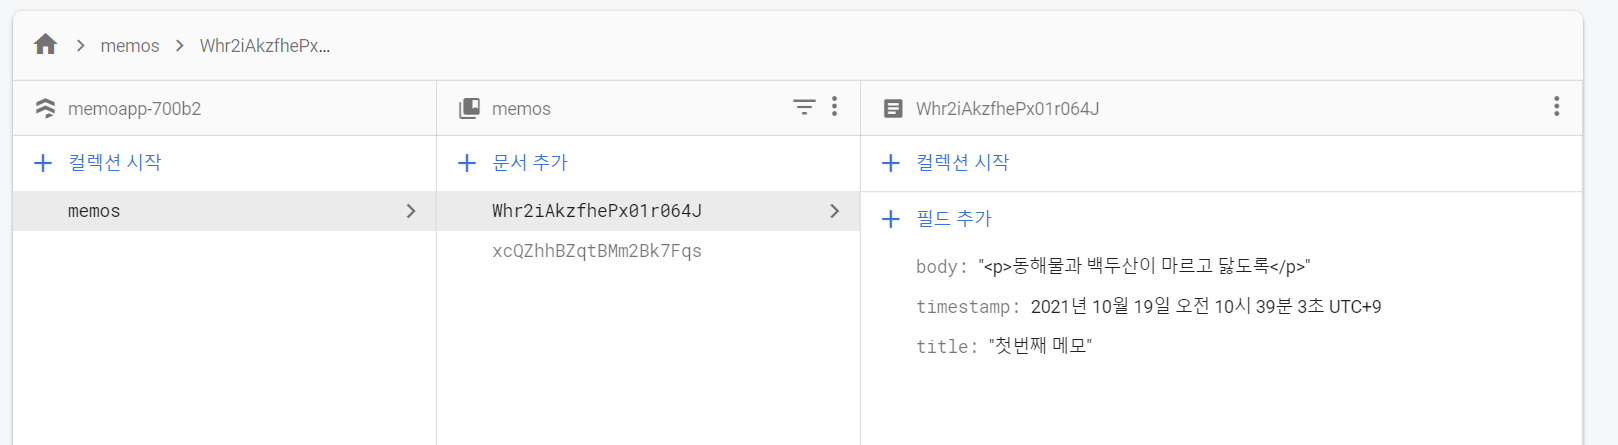 memos Whr2iAkzfhePx...
memoapp-700b2
컬렉션 시작
memos
memos
문서 추가
Whr2iAkzfhePx01r064J
xcQZhhBZqtBMm2Bk7Fqs
Whr2iAkzfhePx01r064J
컬렉션 시작
필드 추가
body: "<p>동해물과 백두산이 마르고 닳도록</p>"
timestamp: 2021년 10월 19일 오전 10시 39분 3초 UTC+9
title: "첫번째 메모"